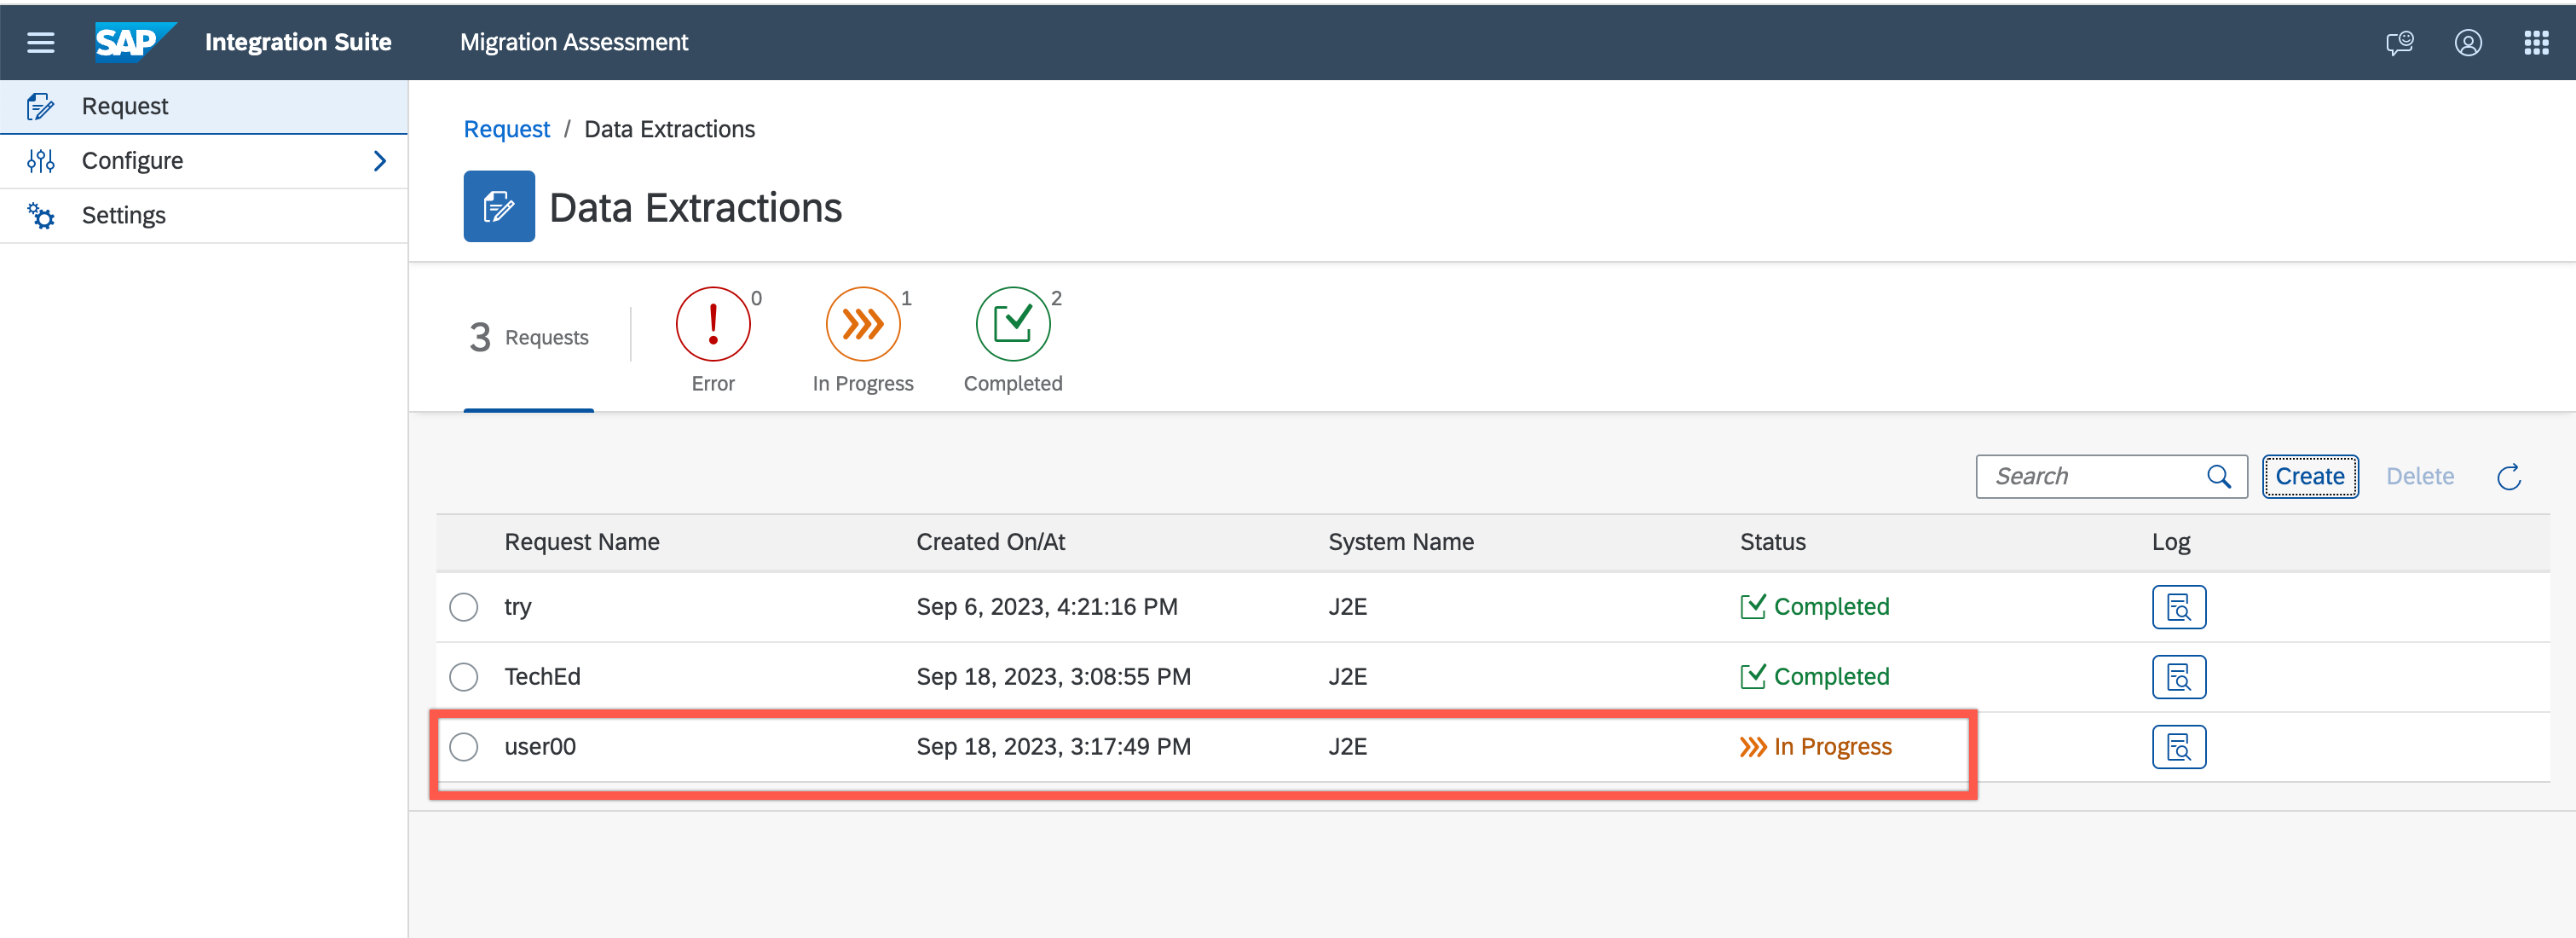 SAP Integration Suite Migration Assessment
Request
Configure
Settings
Request / Data Extractions
Data Extractions
3 Requests
0
Error
1
In Progress
2
Completed
Search Create Delete
Request Name Created On/At System Name Status Log
try Sep 6, 2023, 4:21:16 PM J2E Completed
TechEd Sep 18, 2023, 3:08:55 PM J2E Completed
user00 Sep 18, 2023, 3:17:49 PM J2E In Progress